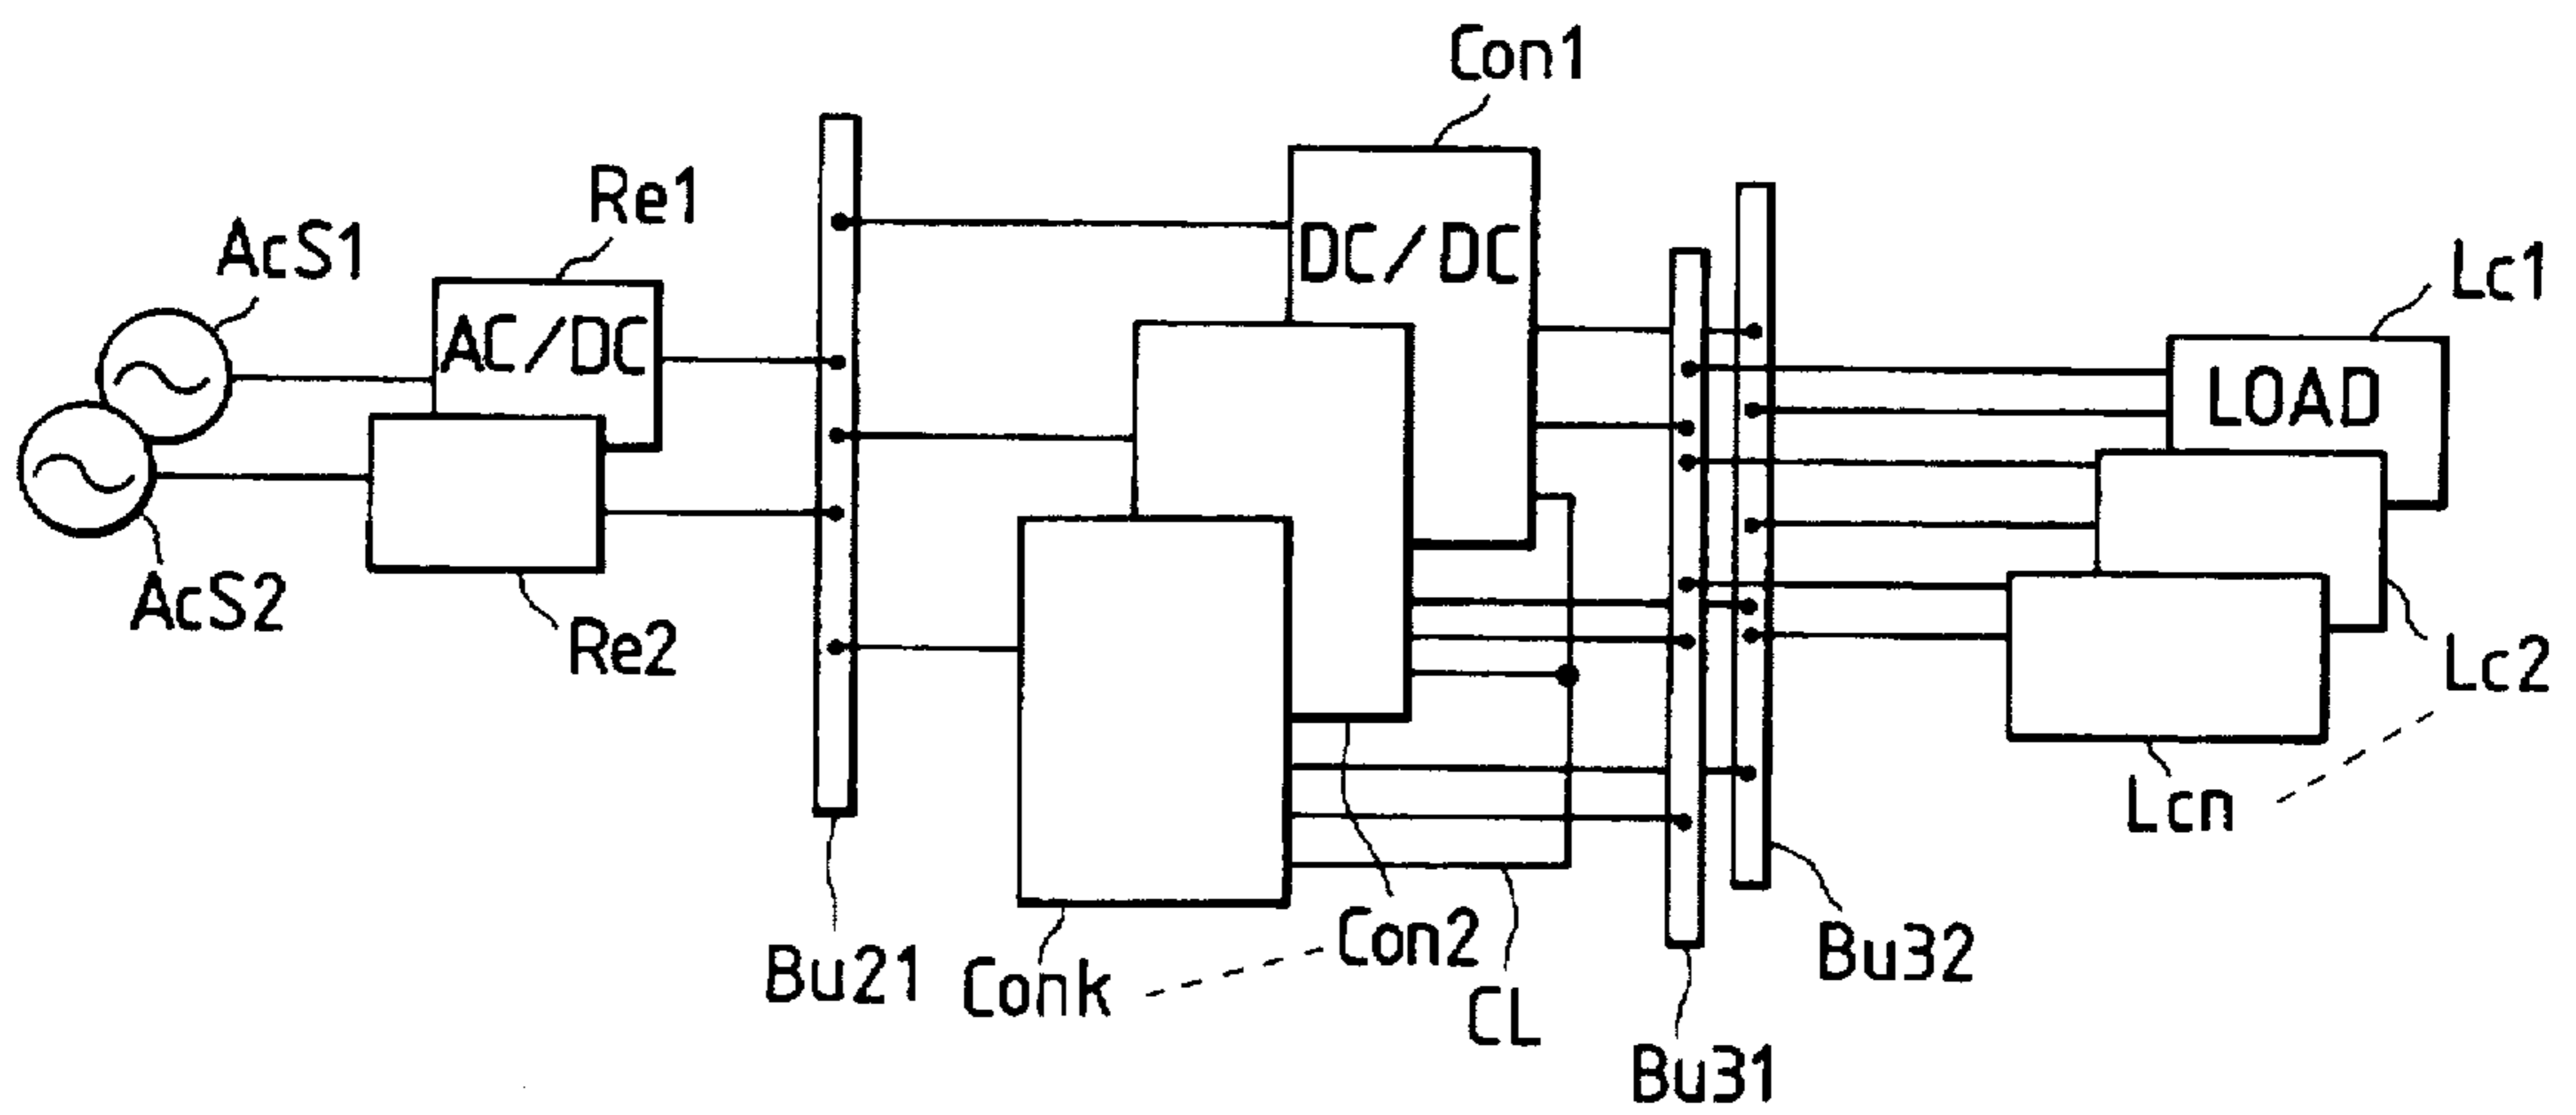 Con1
Re1
AcS1
DC/DC
Lc1
AC/DC
LOAD
AcS2
Re2
Lc2
Lcn
Con2
Bu32
Bu21
Conk
CL
Bu31